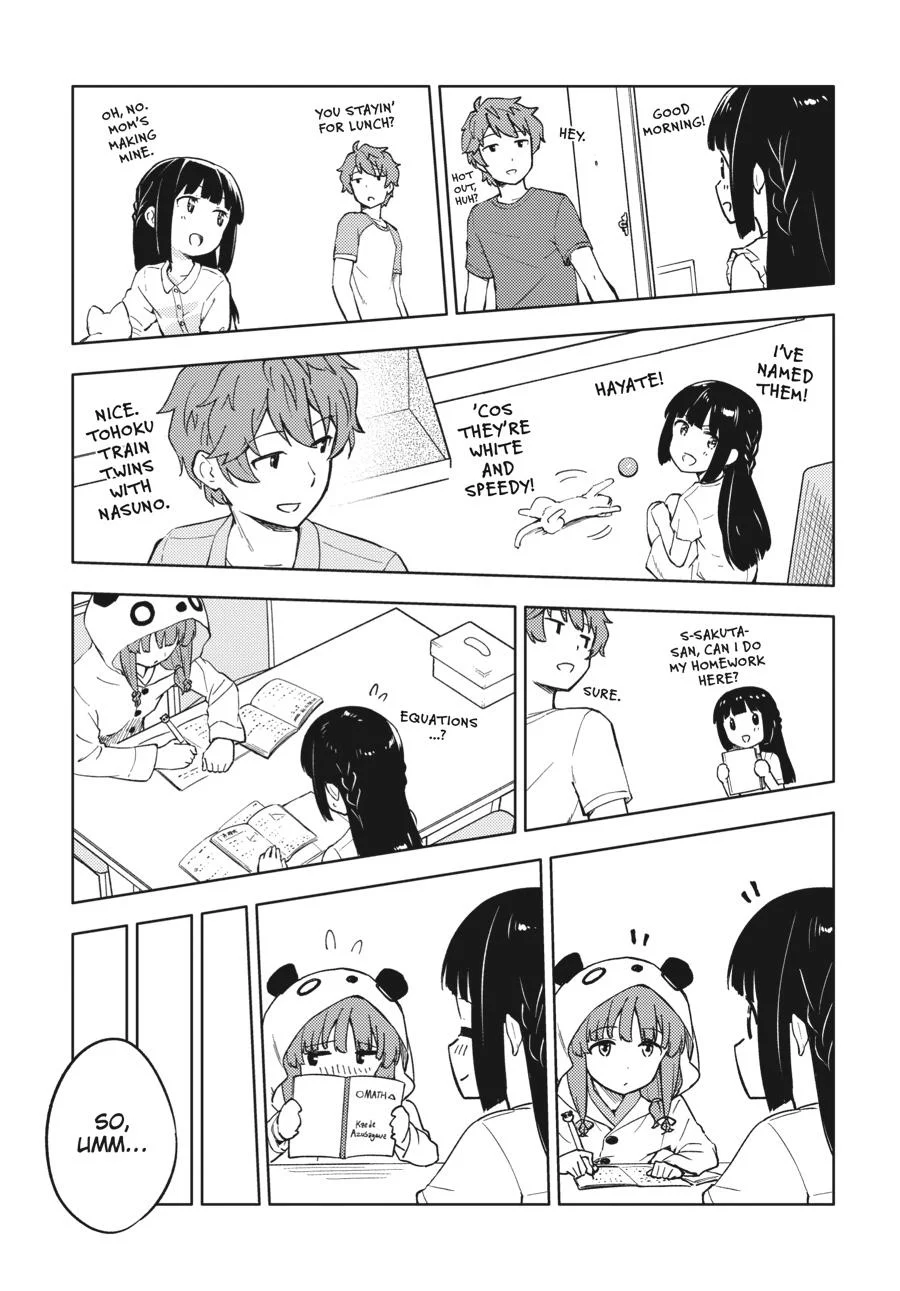 GOOD
MORNING!
HEY.
HOT
OUT,
HUH?
YOU STAYIN'
FOR LUNCH?
OH, NO.
MOM'S
MAKING
MINE.
I'VE
NAMED
THEM!
HAYATE!
'COS
THEY'RE
WHITE
AND
SPEEDY!
NICE.
TOHOKU
TRAIN
TWINS
WITH
NASUNO.
S-SAKUTA-
SAN, CAN I DO
MY HOMEWORK
HERE?
SURE.
EQUATIONS
...?
OMATH△
Kaede
Azusagawa
SO,
UMM...